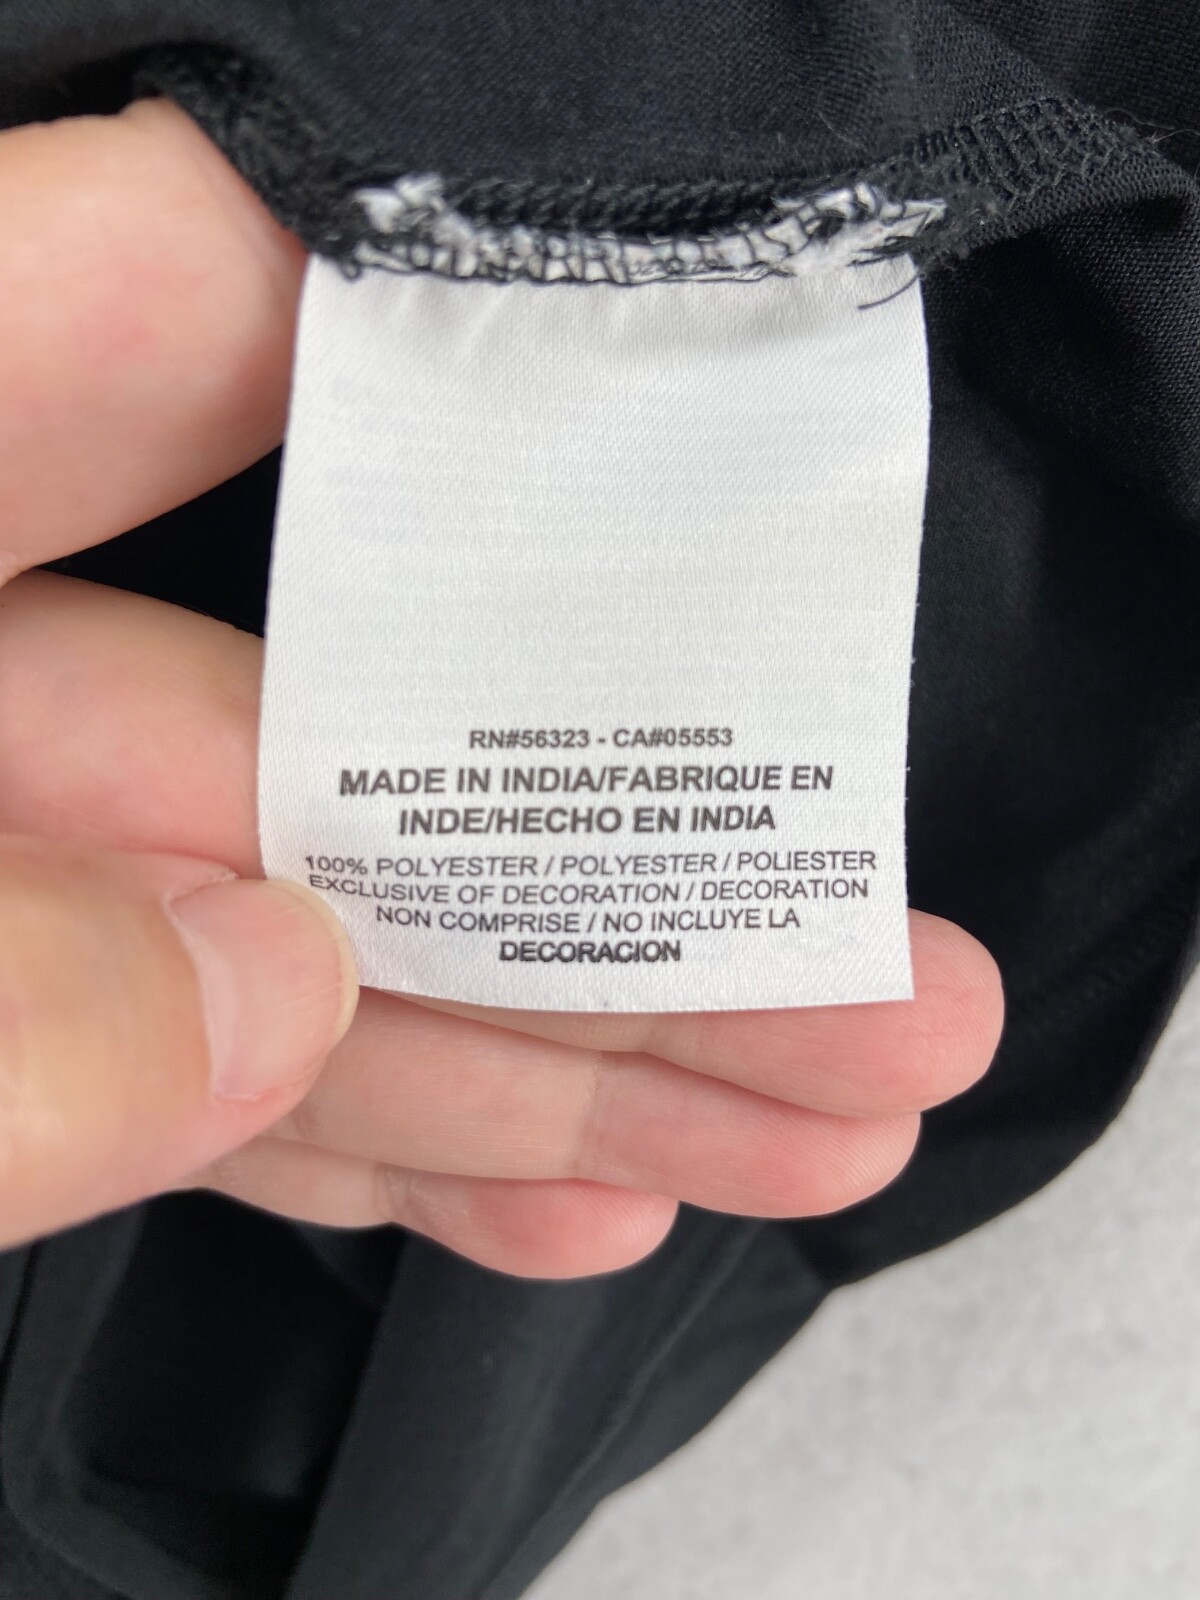 RN#56323 - CA#05553
MADE IN INDIA/FABRIQUE EN
INDE/HECHO EN INDIA
100% POLYESTER / POLYESTER / POLIESTER
EXCLUSIVE OF DECORATION / DECORATION
NON COMPRISE / NO INCLUYE LA
DECORACION